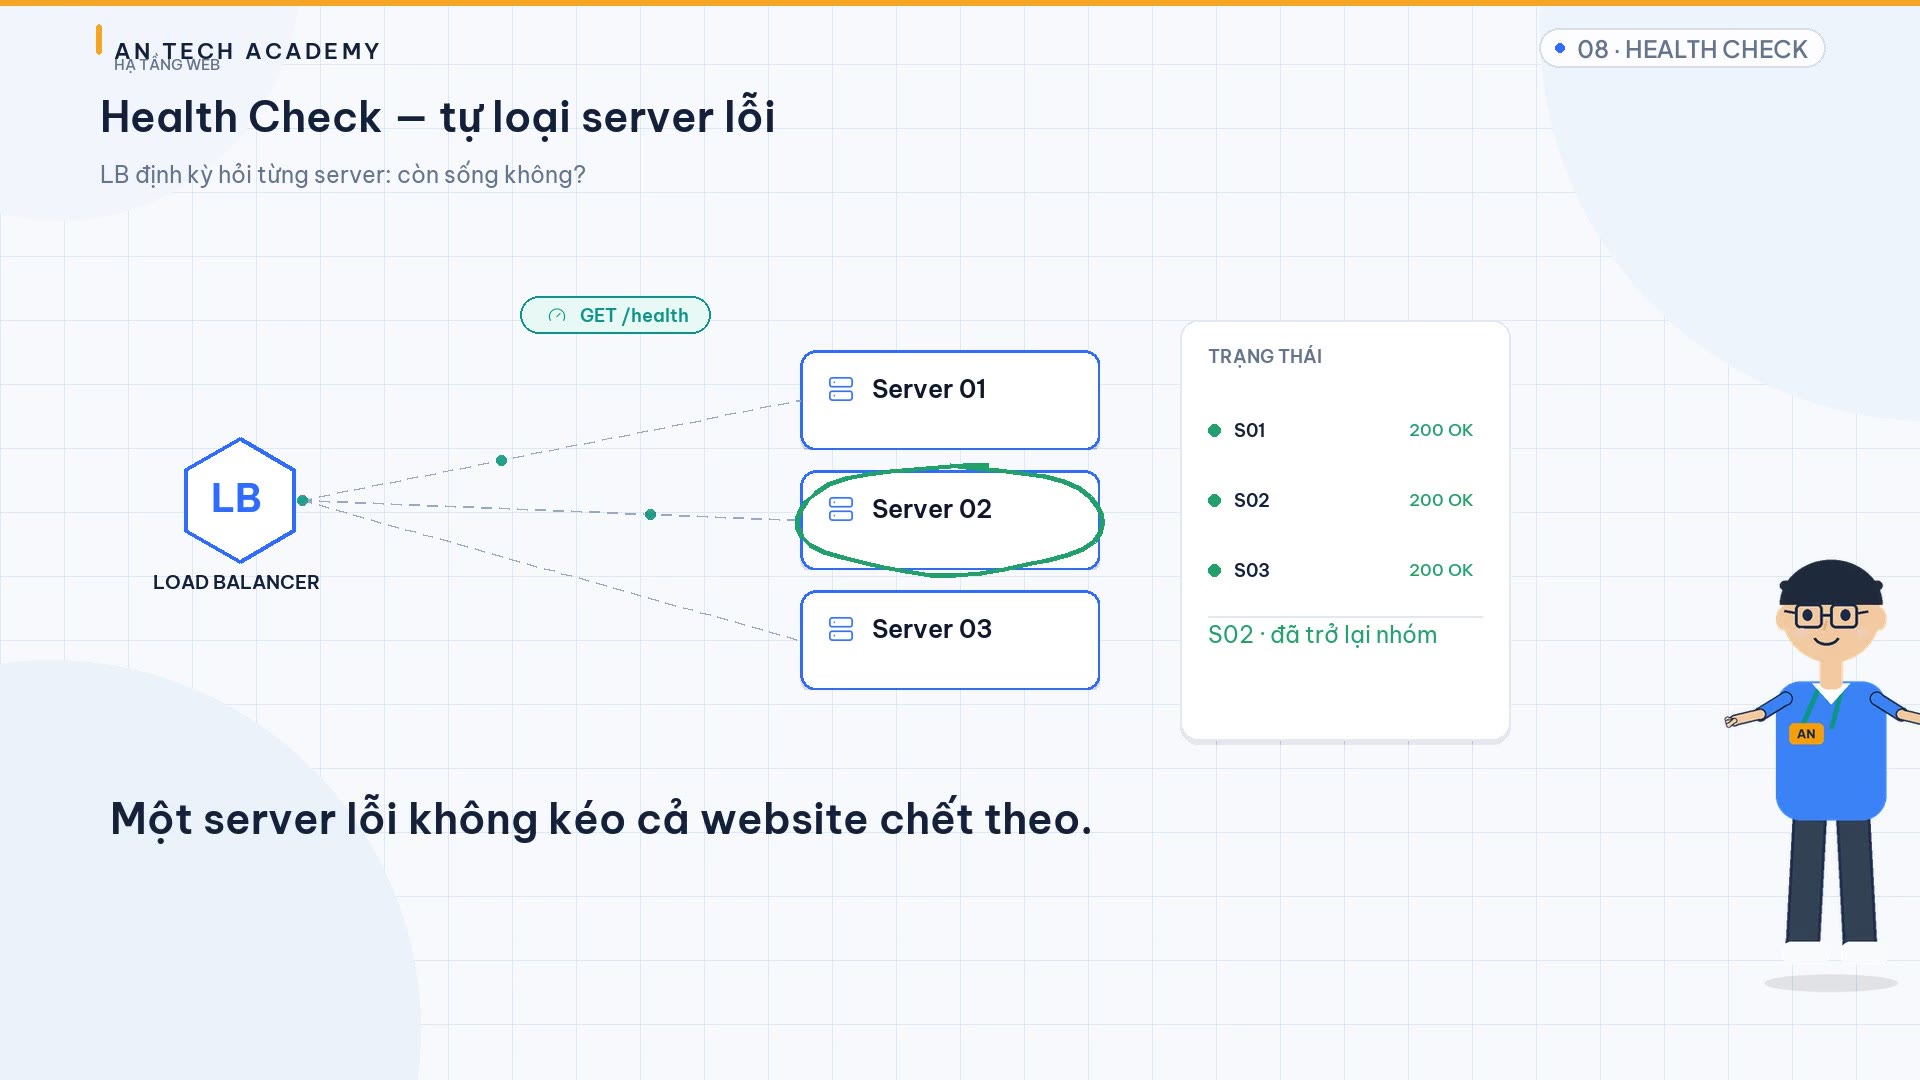 AN TECH ACADEMY
HẠ TẦNG WEB
08 · HEALTH CHECK
Health Check — tự loại server lỗi
LB định kỳ hỏi từng server: còn sống không?
GET /health
Server 01
Server 02
Server 03
LB
LOAD BALANCER
TRẠNG THÁI
S01 200 OK
S02 200 OK
S03 200 OK
S02 · đã trở lại nhóm
AN
Một server lỗi không kéo cả website chết theo.